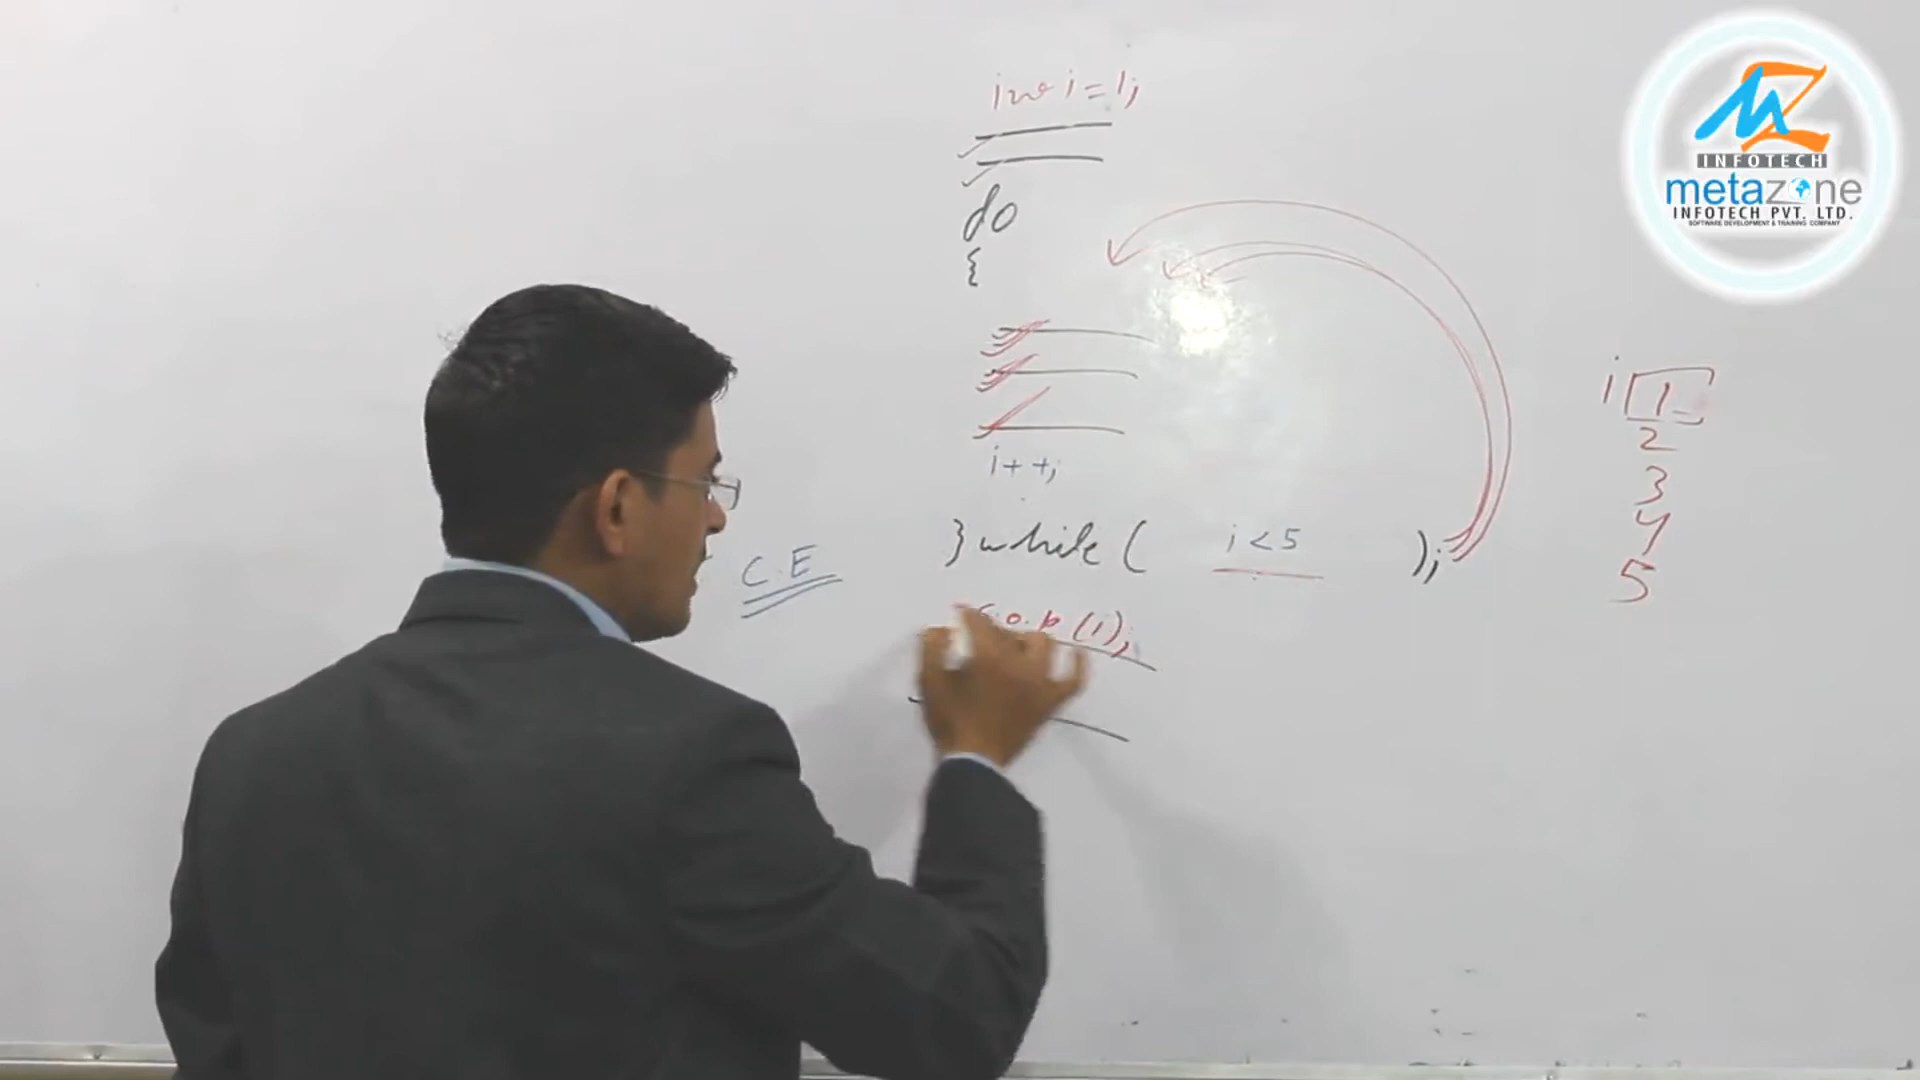 int i = 1;
do
{
i++;
} while ( i<5 );
C.E
S.o.p (i);
i 1
2
3
4
5
MZ
INFOTECH
metazone
INFOTECH PVT. LTD.
SOFTWARE DEVELOPMENT & TRAINING COMPANY